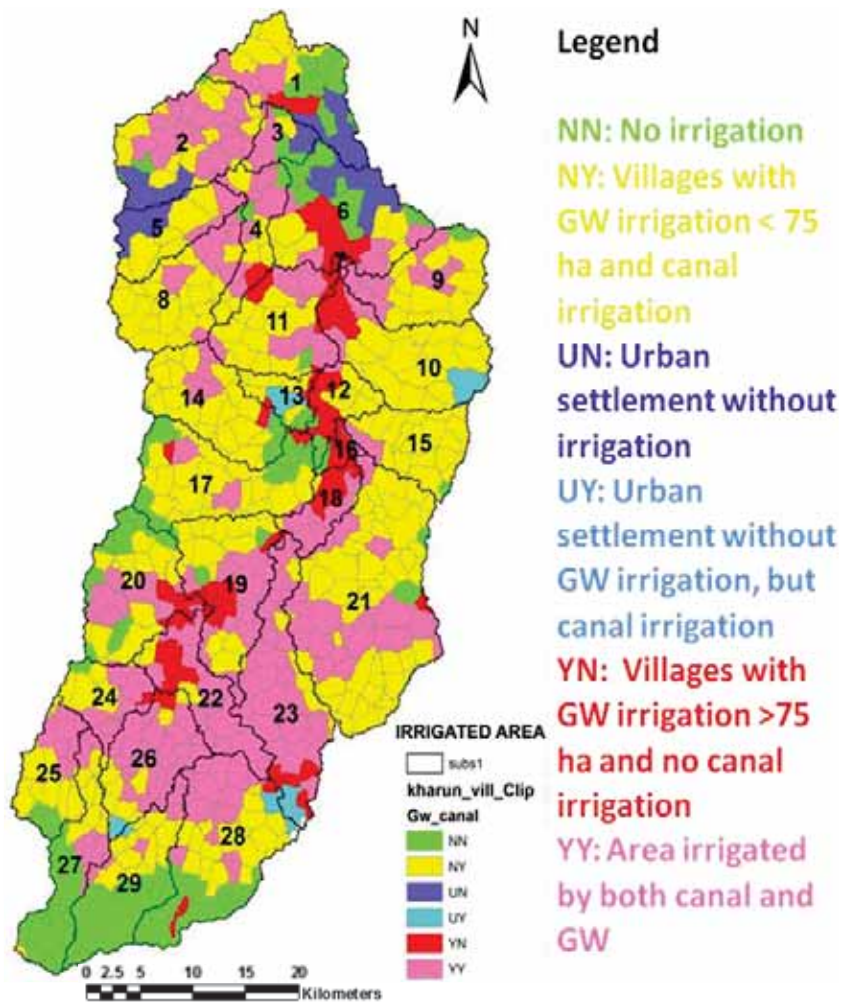 N
Legend
NN: No irrigation
NY: Villages with
GW irrigation < 75
ha and canal
irrigation
UN: Urban
settlement without
irrigation
UY: Urban
settlement without
GW irrigation, but
canal irrigation
YN: Villages with
GW irrigation >75
ha and no canal
irrigation
YY: Area irrigated
by both canal and
GW
1
2
3
4
5
6
7
8
9
10
11
12
13
14
15
16
17
18
19
20
21
22
23
24
25
26
27
28
29
IRRIGATED AREA
subs1
kharun_vill_Clip
Gw_canal
NN
NY
UN
UY
YN
YY
0 2.5 5 10 15 20
Kilometers